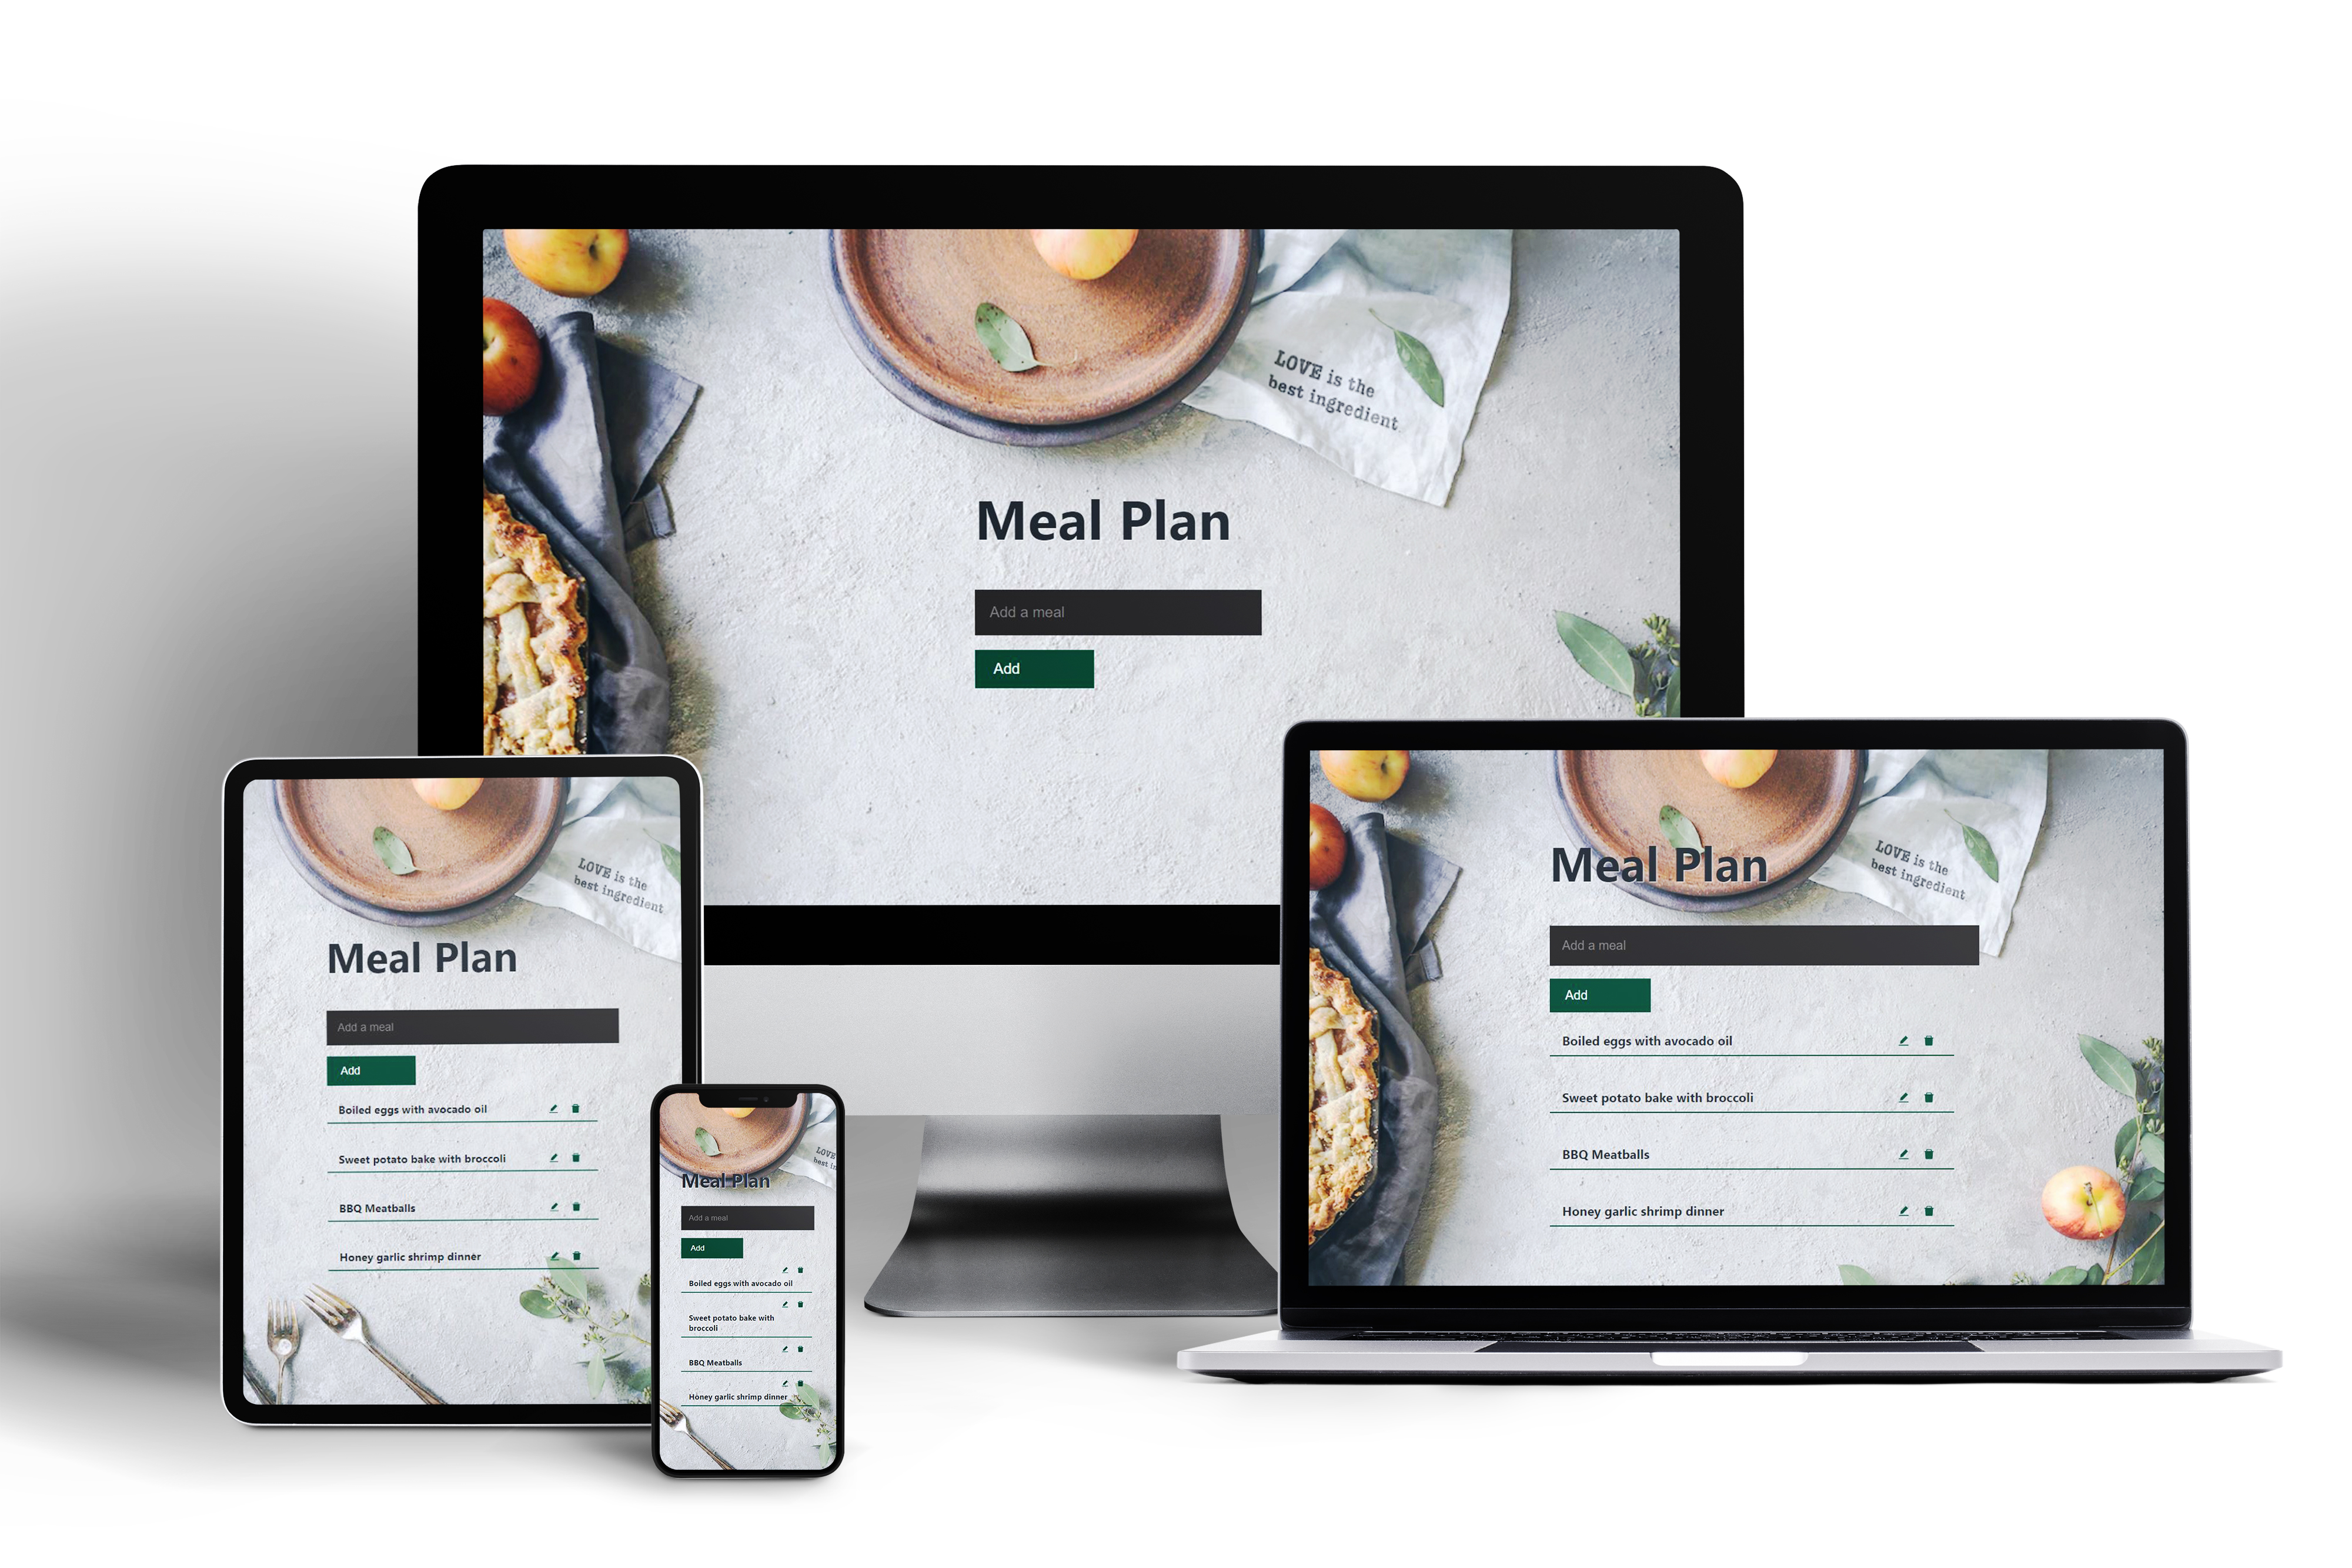 LOVE is the
best ingredient
Meal Plan
Add a meal
Add
LOVE is the
best ingredient
Meal Plan
Add a meal
Add
Boiled eggs with avocado oil
Sweet potato bake with broccoli
BBQ Meatballs
Honey garlic shrimp dinner
LOVE
best in
Meal Plan
Add a meal
Add
Boiled eggs with avocado oil
Sweet potato bake with
broccoli
BBQ Meatballs
Honey garlic shrimp dinner
LOVE is the
best ingredient
Meal Plan
Add a meal
Add
Boiled eggs with avocado oil
Sweet potato bake with broccoli
BBQ Meatballs
Honey garlic shrimp dinner